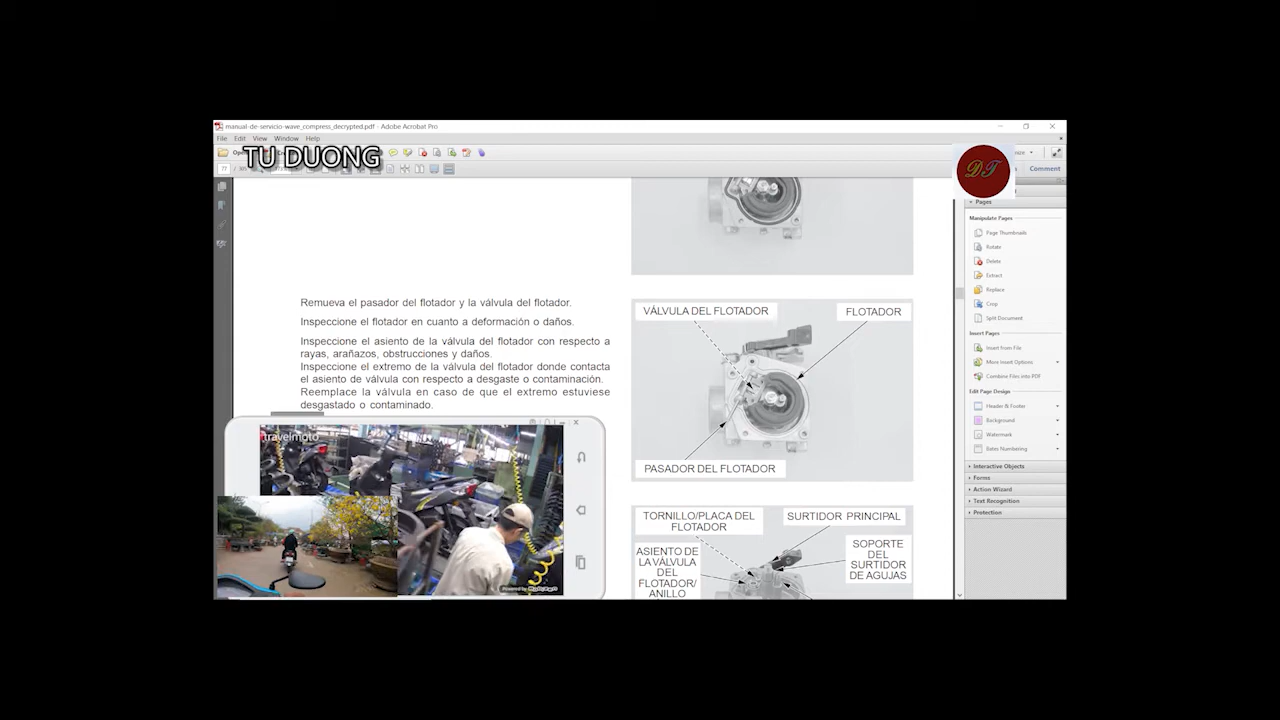 manual-de-servicio-wave_compress_decrypted.pdf - Adobe Acrobat Pro
File Edit View Window Help
TU DUONG
DT
Comment
Pages
Manipulate Pages
Page Thumbnails
Rotate
Delete
Extract
Replace
Crop
Split Document
Insert Pages
Insert from File
More Insert Options
Combine Files into PDF
Edit Page Design
Header & Footer
Background
Watermark
Bates Numbering
Interactive Objects
Forms
Action Wizard
Text Recognition
Protection
Remueva el pasador del flotador y la válvula del flotador.
Inspeccione el flotador en cuanto a deformación o daños.
Inspeccione el asiento de la válvula del flotador con respecto a
rayas, arañazos, obstrucciones y daños.
Inspeccione el extremo de la válvula del flotador donde contacta
el asiento de válvula con respecto a desgaste o contaminación.
Reemplace la válvula en caso de que el extremo estuviese
desgastado o contaminado.
VÁLVULA DEL FLOTADOR
FLOTADOR
PASADOR DEL FLOTADOR
TORNILLO/PLACA DEL
FLOTADOR
SURTIDOR PRINCIPAL
ASIENTO DE
LA VÁLVULA
DEL
FLOTADOR/
ANILLO
SOPORTE
DEL
SURTIDOR
DE AGUJAS
travelmoto